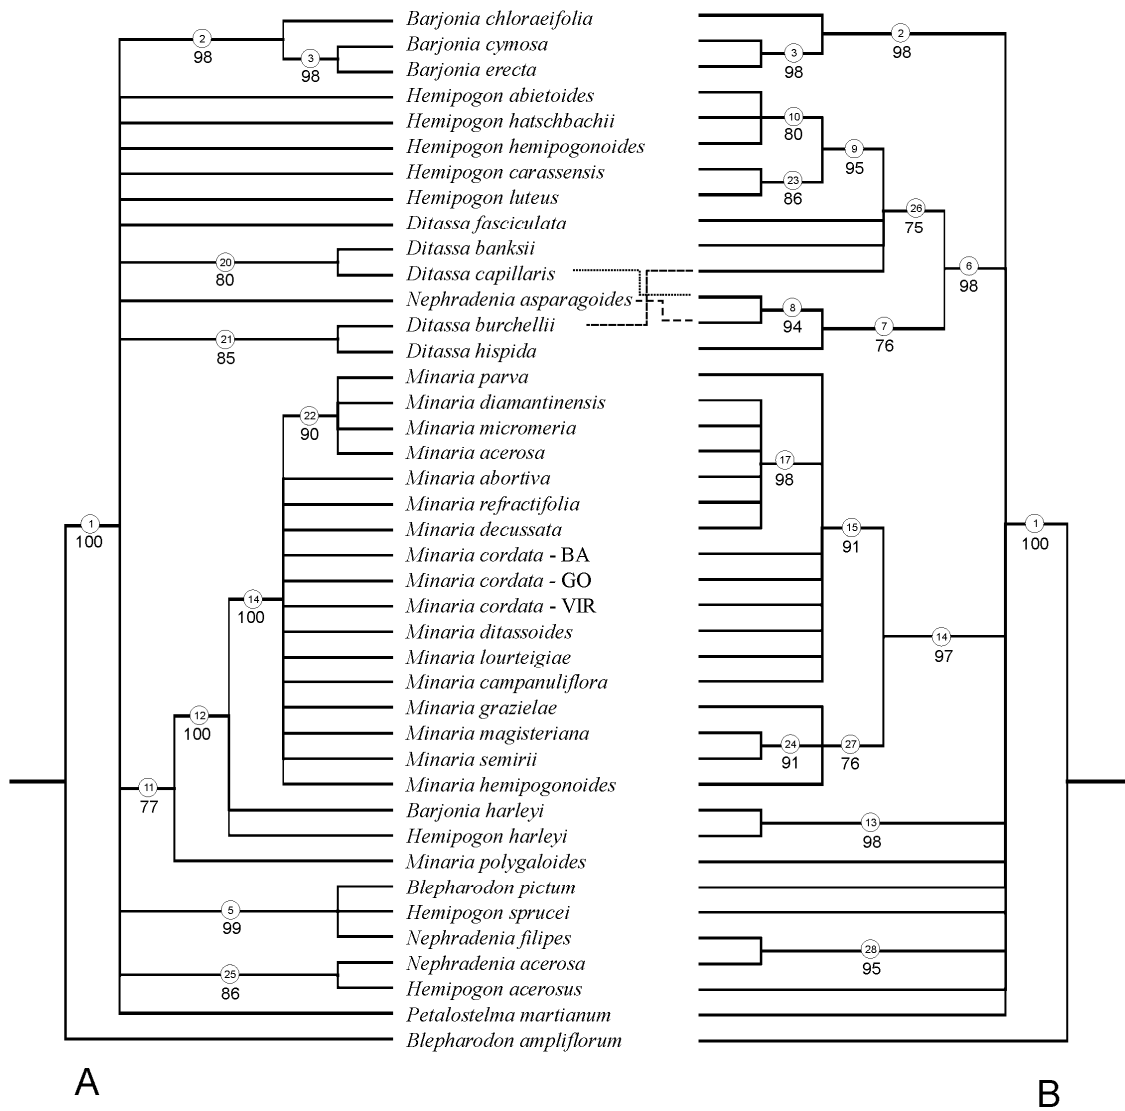 Barjonia chloraeifolia
2 98 Barjonia cymosa 3 98 2 98
3 98 Barjonia erecta
Hemipogon abietoides
Hemipogon hatschbachii 10 80
Hemipogon hemipogonoides 9 95
Hemipogon carassensis 23 86
Hemipogon luteus 26 75
Ditassa fasciculata
Ditassa banksii
20 80 Ditassa capillaris 6 98
Nephradenia asparagoides 8 94
Ditassa burchellii 7 76
21 85 Ditassa hispida
Minaria parva
Minaria diamantinensis
22 90 Minaria micromeria
Minaria acerosa 17 98
Minaria abortiva
Minaria refractifolia
1 100 Minaria decussata 15 91 1 100
Minaria cordata - BA
Minaria cordata - GO
14 100 Minaria cordata - VIR
Minaria ditassoides 14 97
Minaria lourteigiae
Minaria campanuliflora
12 100 Minaria grazielae
Minaria magisteriana 24 91 27 76
Minaria semirii
11 77 Minaria hemipogonoides
Barjonia harleyi 13 98
Hemipogon harleyi
Minaria polygaloides
Blepharodon pictum
5 99 Hemipogon sprucei
Nephradenia filipes 28 95
Nephradenia acerosa
25 86 Hemipogon acerosus
Petalostelma martianum
Blepharodon ampliflorum
A B